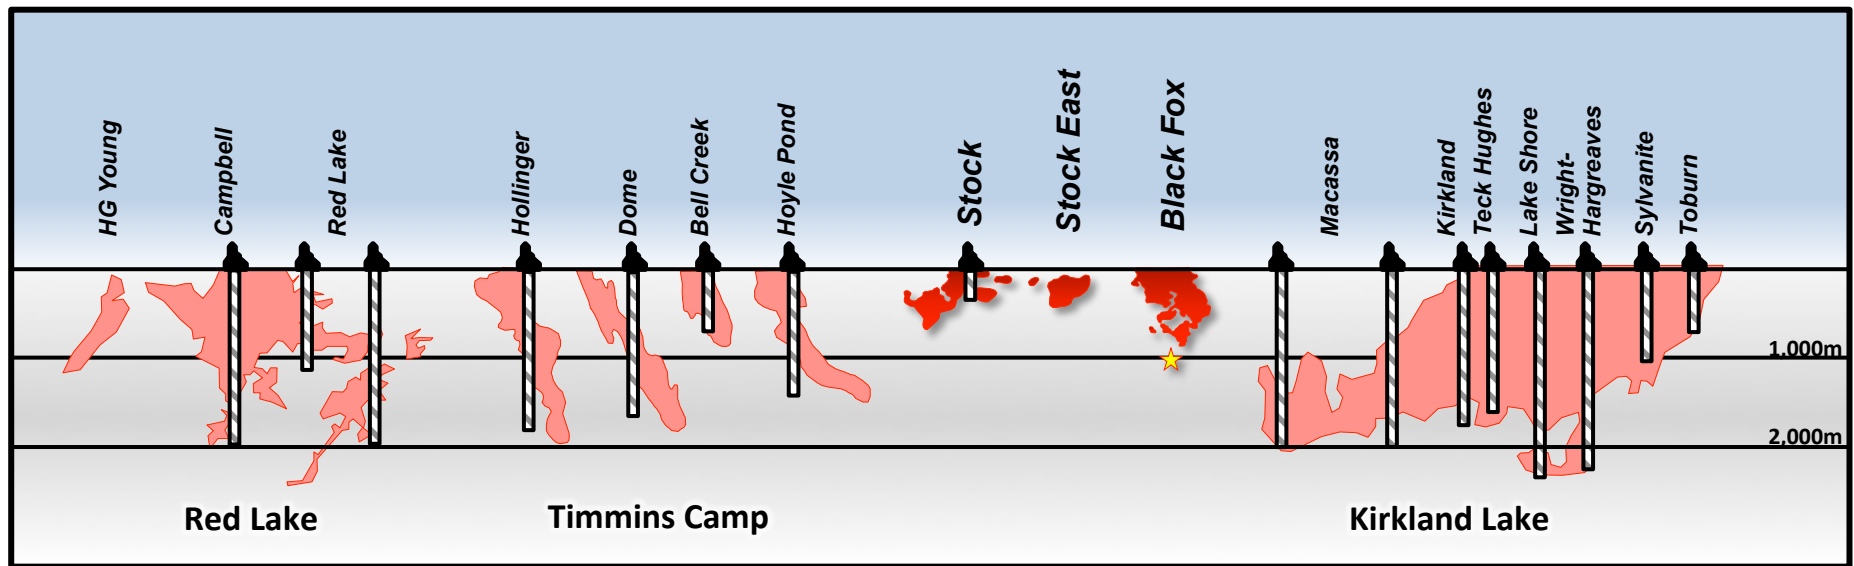 HG Young
Campbell
Red Lake
Hollinger
Dome
Bell Creek
Hoyle Pond
Stock
Stock East
Black Fox
Macassa
Kirkland
Teck Hughes
Lake Shore
Wright-
Hargreaves
Sylvanite
Toburn
1,000m
2,000m
Red Lake
Timmins Camp
Kirkland Lake